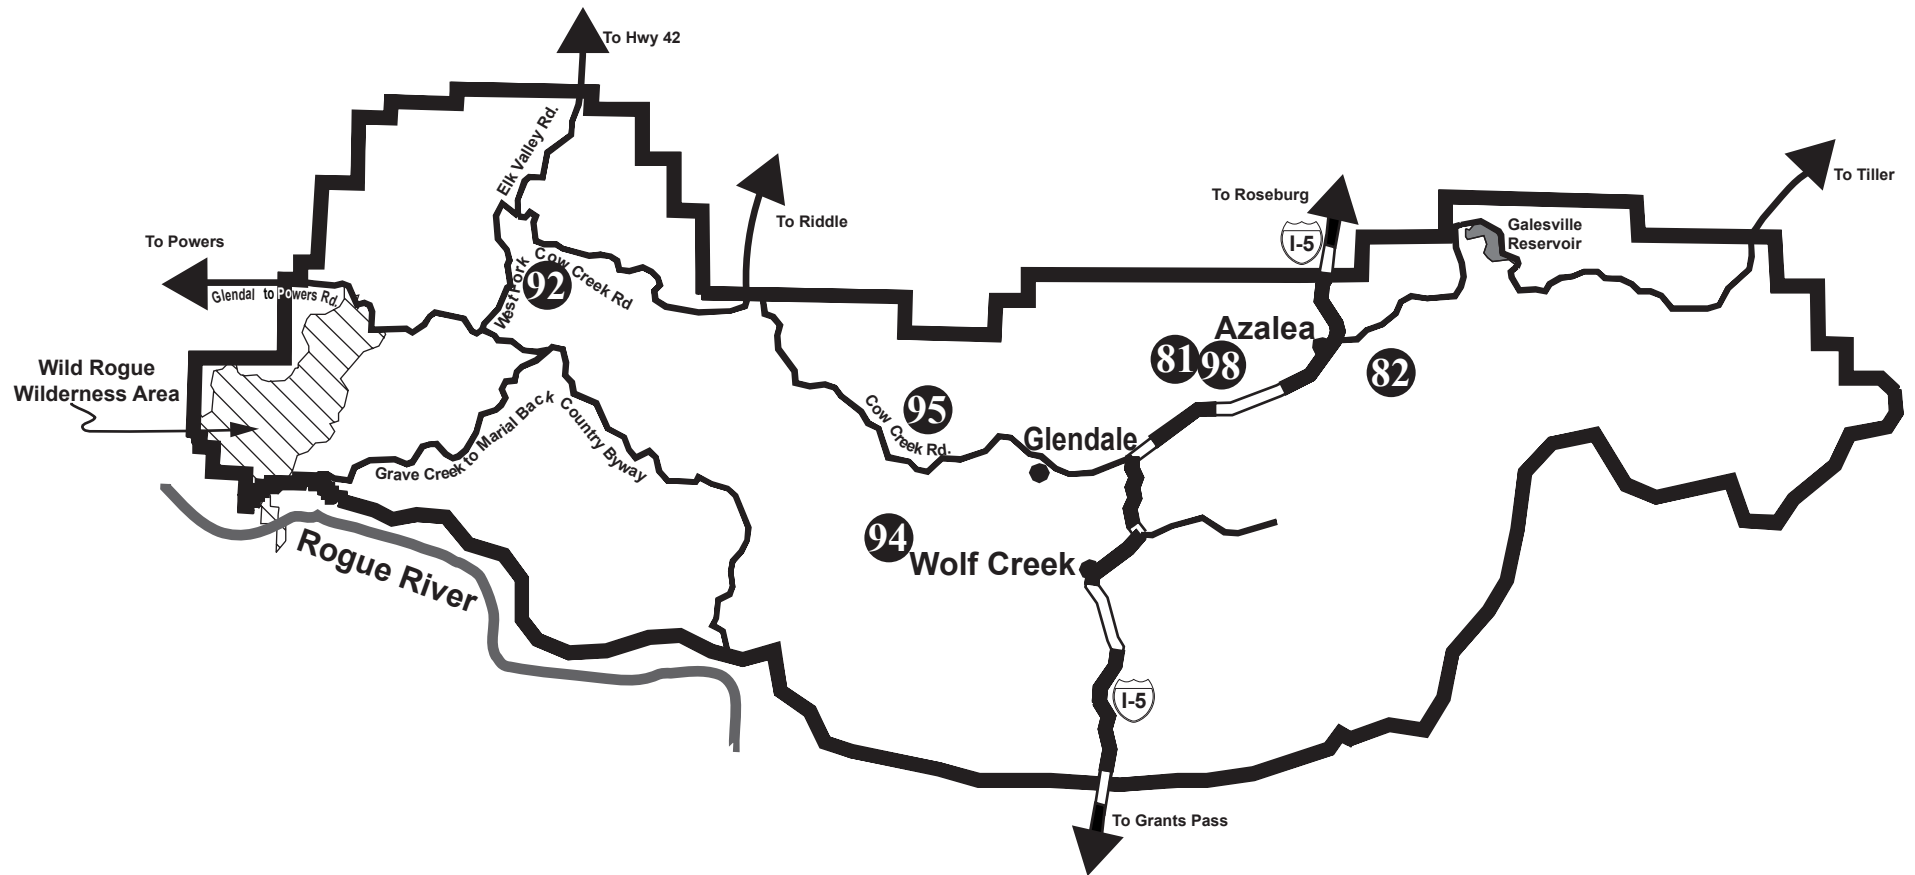 To Hwy 42
Elk Valley Rd.
To Riddle
To Roseburg
I-5
To Tiller
Galesville
Reservoir
To Powers
Glendal to Powers Rd.
West Fork
Cow Creek Rd
92
Azalea
81
98
82
Wild Rogue
Wilderness Area
95
Cow Creek Rd.
Glendale
Grave Creek to Marial Back Country Byway
94
Wolf Creek
Rogue River
I-5
To Grants Pass